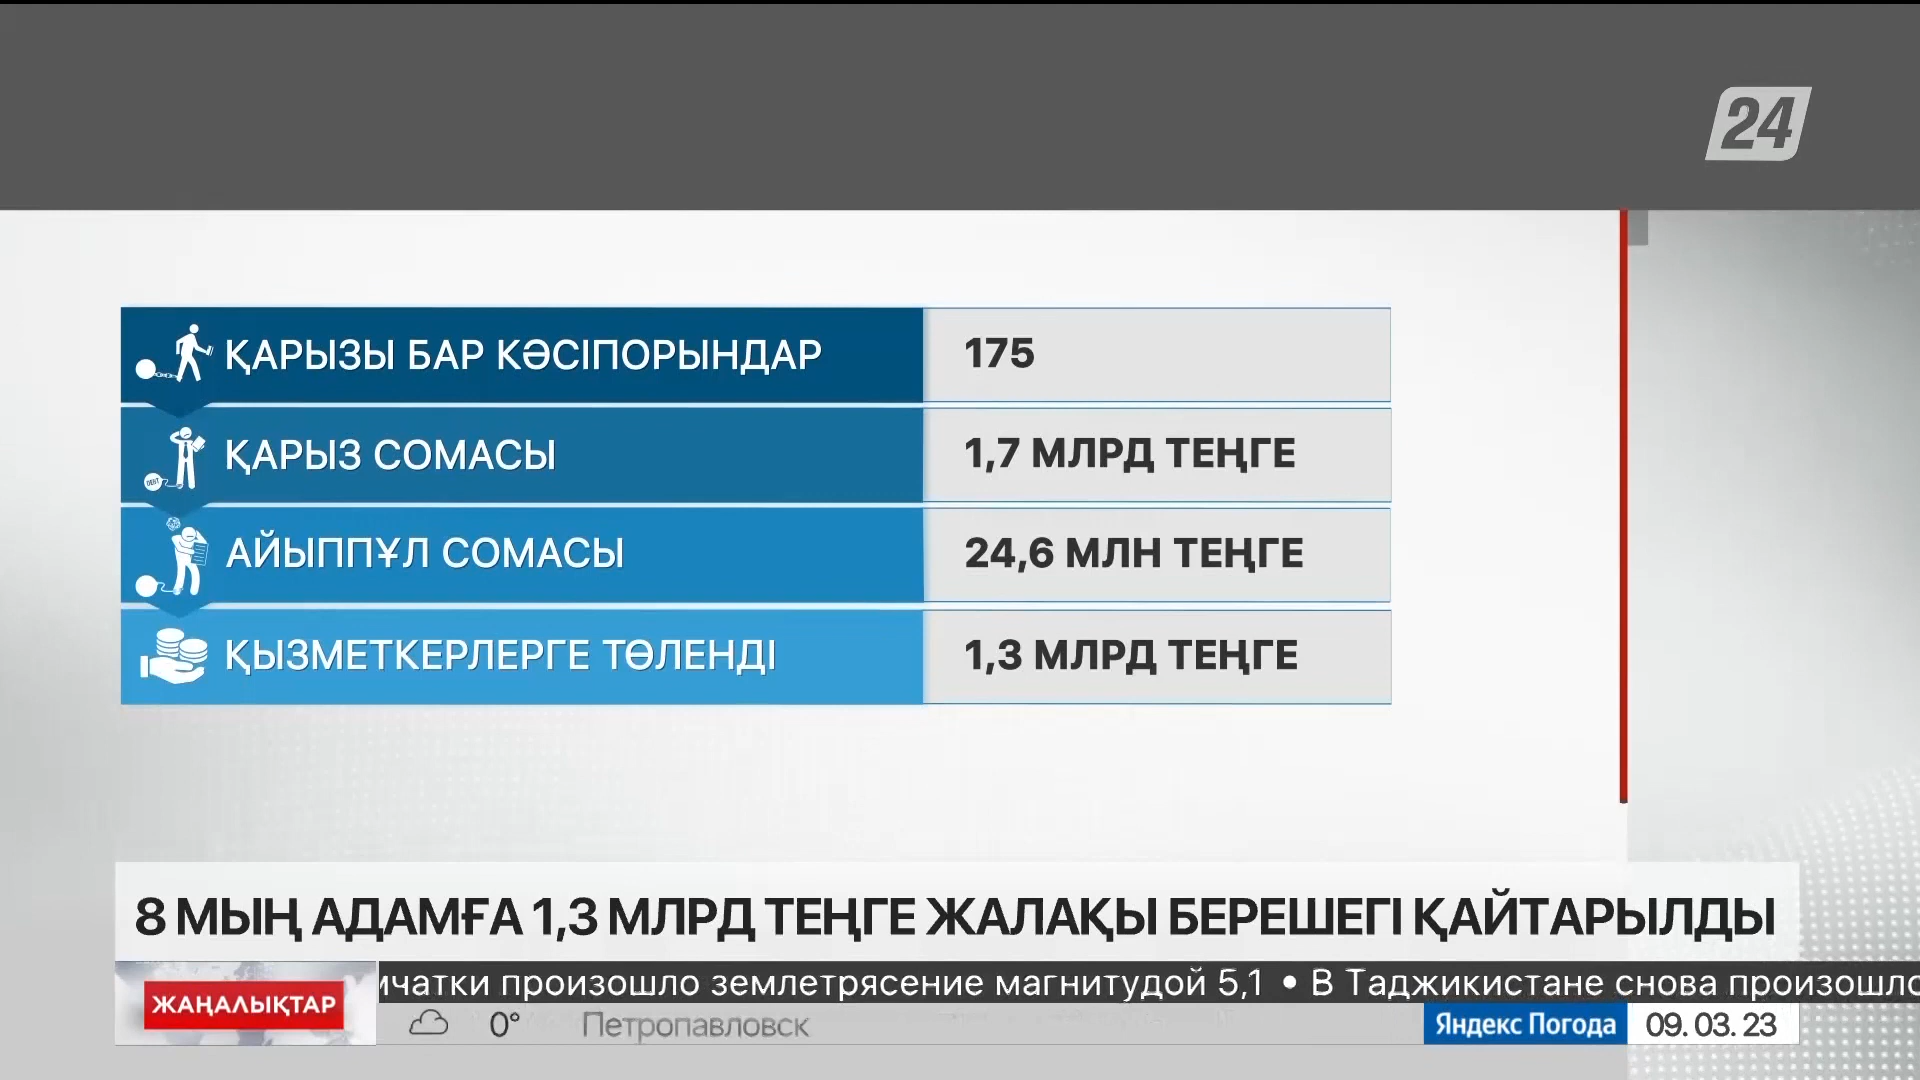 24
ҚАРЫЗЫ БАР КӘСІПОРЫНДАР 175
ҚАРЫЗ СОМАСЫ 1,7 МЛРД ТЕҢГЕ
АЙЫППҰЛ СОМАСЫ 24,6 МЛН ТЕҢГЕ
ҚЫЗМЕТКЕРЛЕРГЕ ТӨЛЕНДІ 1,3 МЛРД ТЕҢГЕ
8 МЫҢ АДАМҒА 1,3 МЛРД ТЕҢГЕ ЖАЛАҚЫ БЕРЕШЕГІ ҚАЙТАРЫЛДЫ
мчатки произошло землетрясение магнитудой 5,1 • В Таджикистане снова произошло
ЖАҢАЛЫҚТАР
0° Петропавловск Яндекс Погода 09. 03. 23